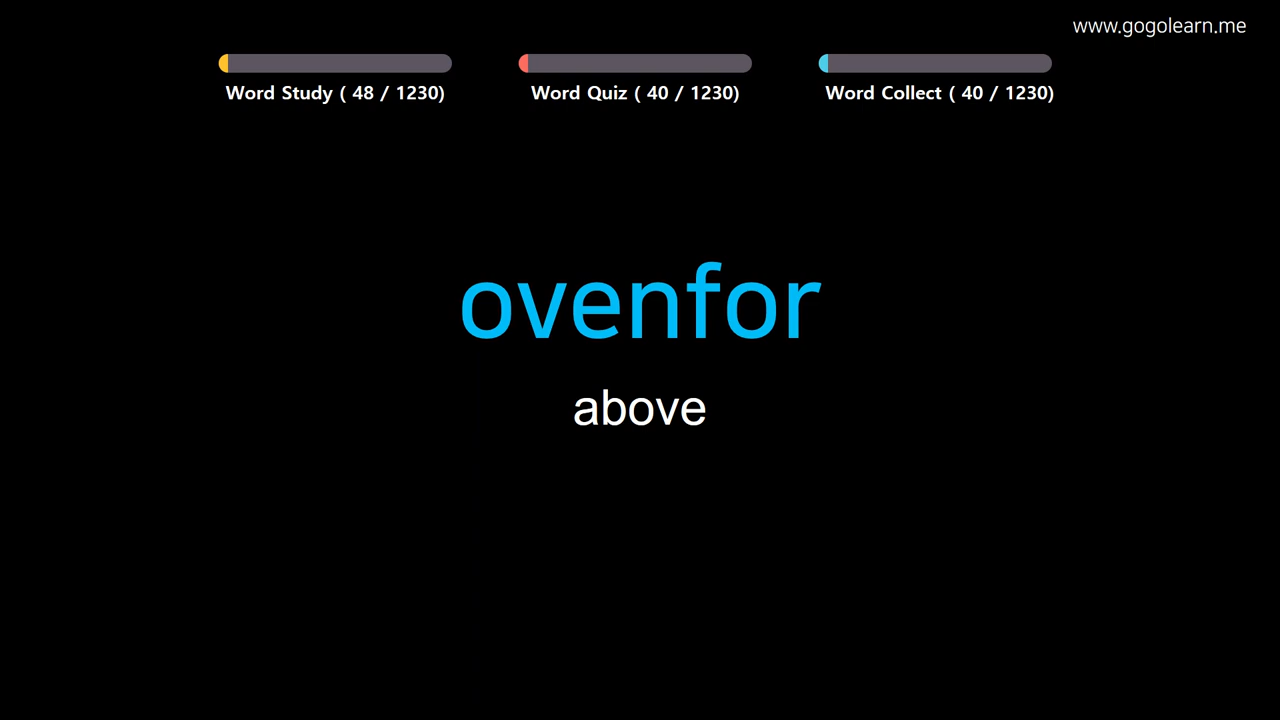 www.gogolearn.me
Word Study ( 48 / 1230)
Word Quiz ( 40 / 1230)
Word Collect ( 40 / 1230)
ovenfor
above